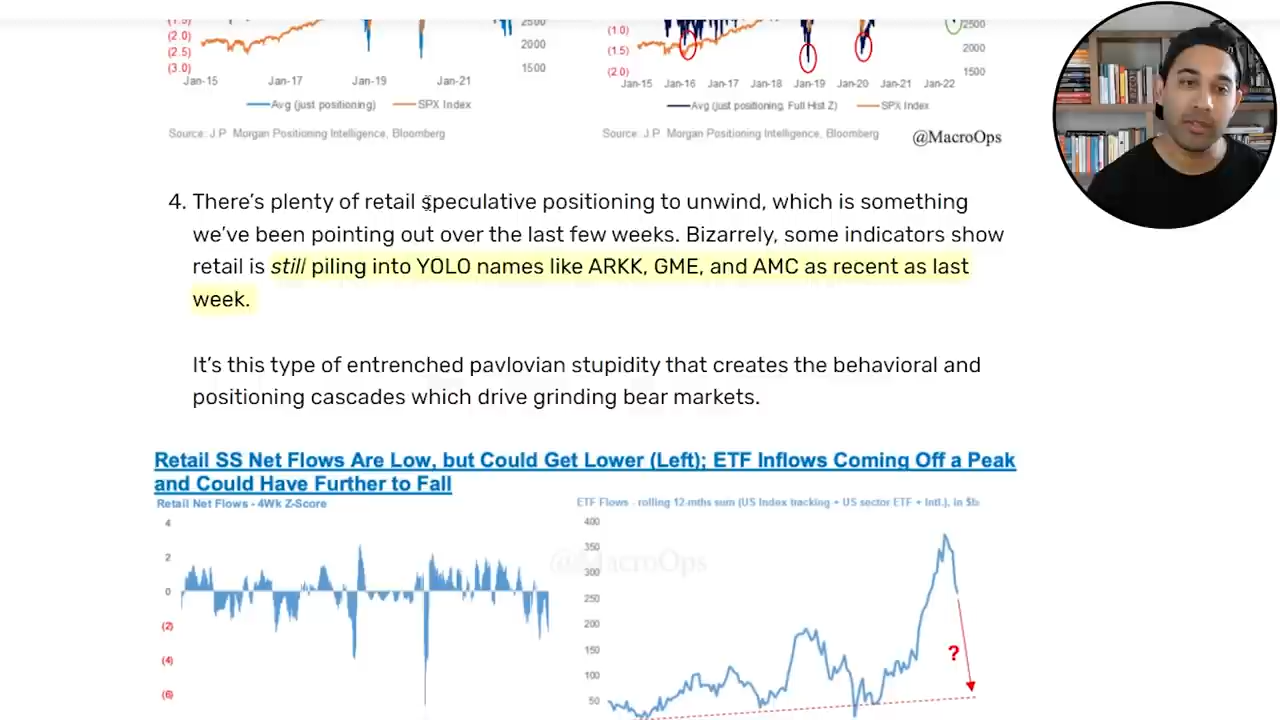 (1.5)
(2.0)
(2.5)
(3.0)
2500
2000
1500
Jan-15
Jan-17
Jan-19
Jan-21
Avg (just positioning)
SPX Index
Source: J.P. Morgan Positioning Intelligence, Bloomberg
(1.0)
(1.5)
(2.0)
2500
2000
1500
Jan-15
Jan-16
Jan-17
Jan-18
Jan-19
Jan-20
Jan-21
Jan-22
Avg (just positioning, Full Hist Z)
SPX Index
Source: J.P. Morgan Positioning Intelligence, Bloomberg
@MacroOps
4. There's plenty of retail speculative positioning to unwind, which is something
we've been pointing out over the last few weeks. Bizarrely, some indicators show
retail is still piling into YOLO names like ARKK, GME, and AMC as recent as last
week.
It's this type of entrenched pavlovian stupidity that creates the behavioral and
positioning cascades which drive grinding bear markets.
Retail SS Net Flows Are Low, but Could Get Lower (Left); ETF Inflows Coming Off a Peak
and Could Have Further to Fall
Retail Net Flows - 4Wk Z-Score
4
2
0
(2)
(4)
(6)
ETF Flows - rolling 12-mths sum (US Index tracking + US sector ETF + Intl.), in $b
400
350
300
250
200
150
100
50
?
@MacroOps